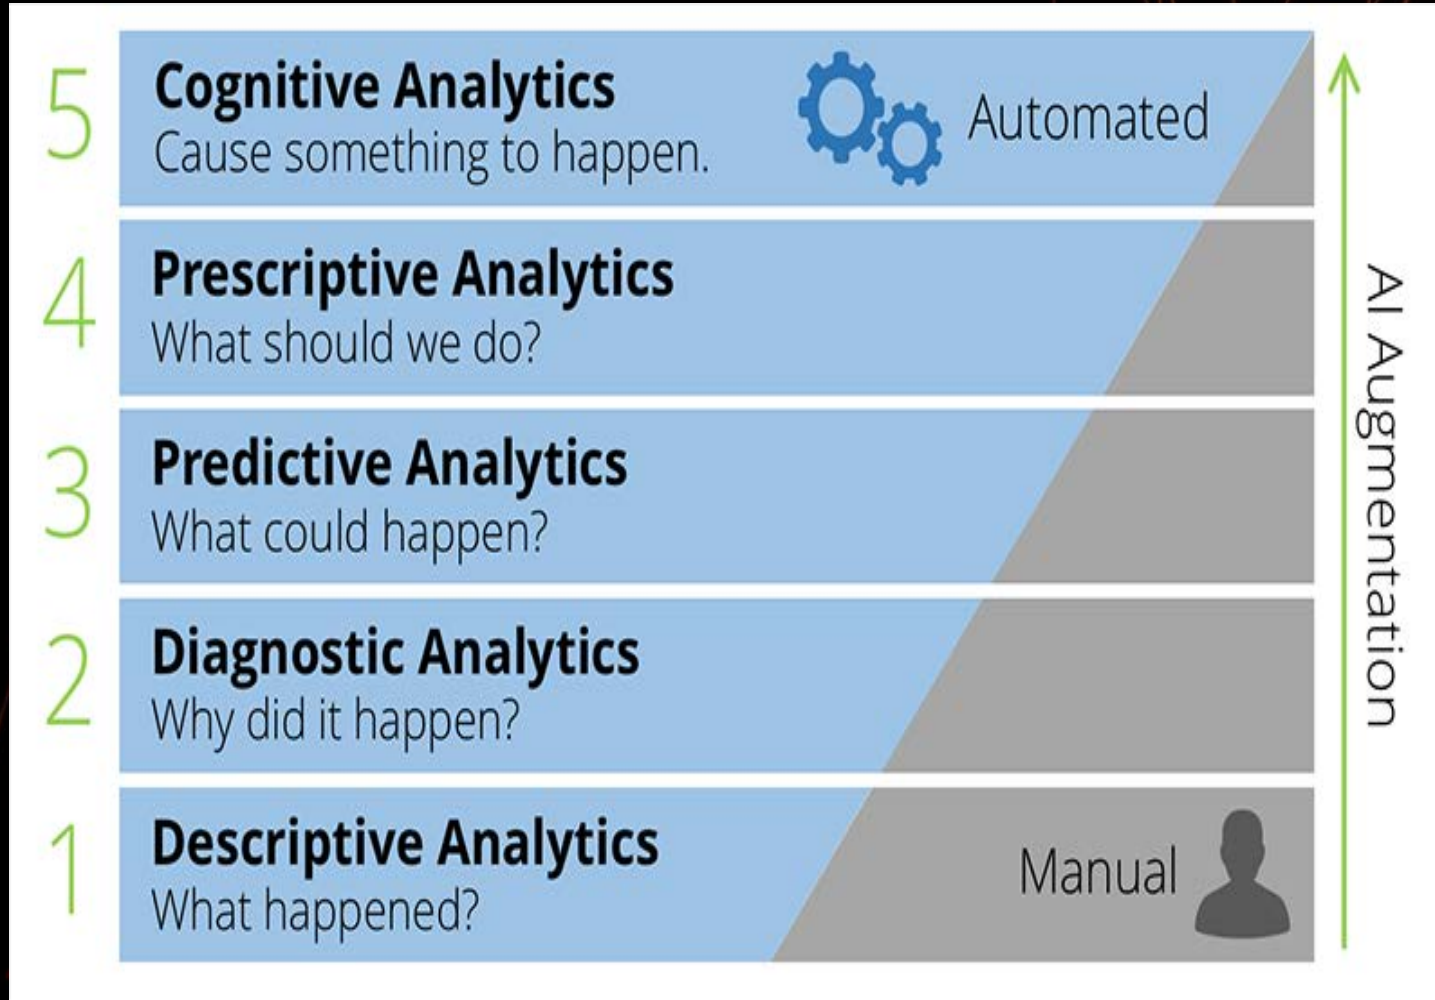 5
Cognitive Analytics
Cause something to happen.
Automated
4
Prescriptive Analytics
What should we do?
3
Predictive Analytics
What could happen?
2
Diagnostic Analytics
Why did it happen?
1
Descriptive Analytics
What happened?
Manual
AI Augmentation